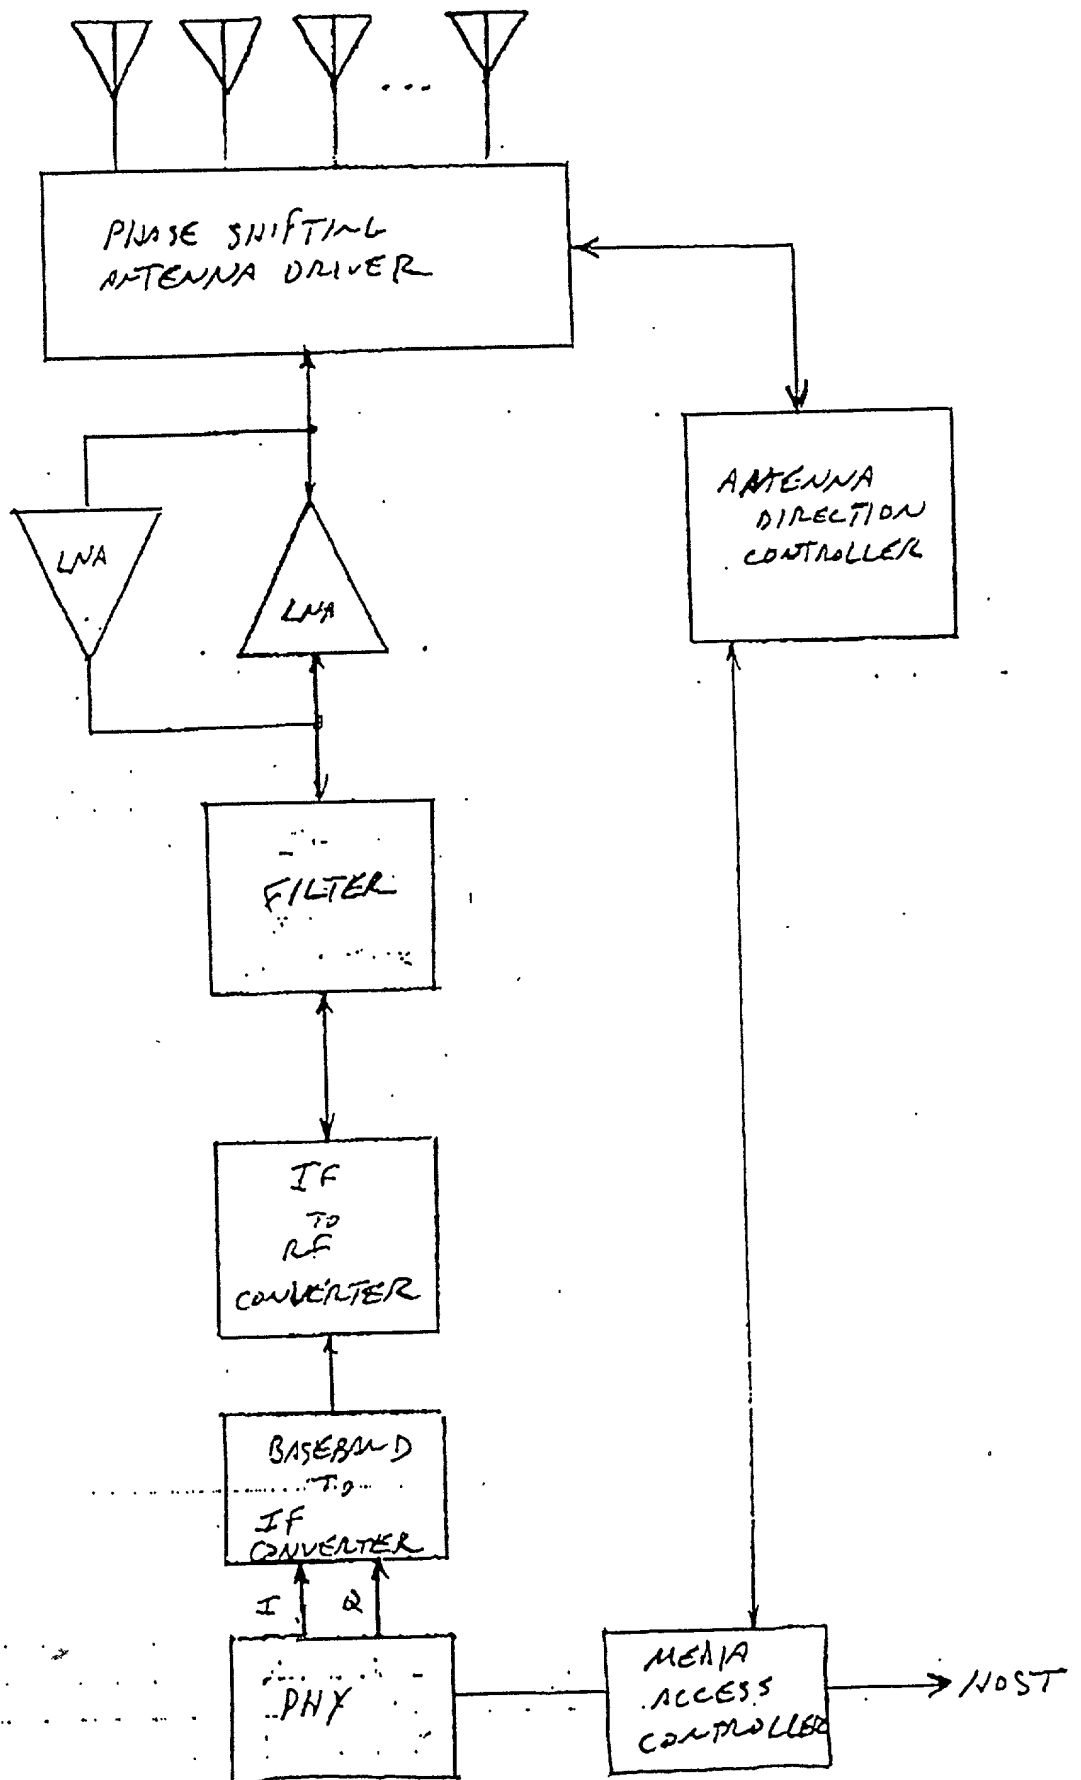 ...
PHASE SHIFTING
ANTENNA DRIVER
ANTENNA
DIRECTION
CONTROLLER
LNA
LNA
FILTER
IF
TO
RF
CONVERTER
BASEBAND
TO
IF
CONVERTER
I Q
PHY
MEDIA
ACCESS
CONTROLLER
HOST